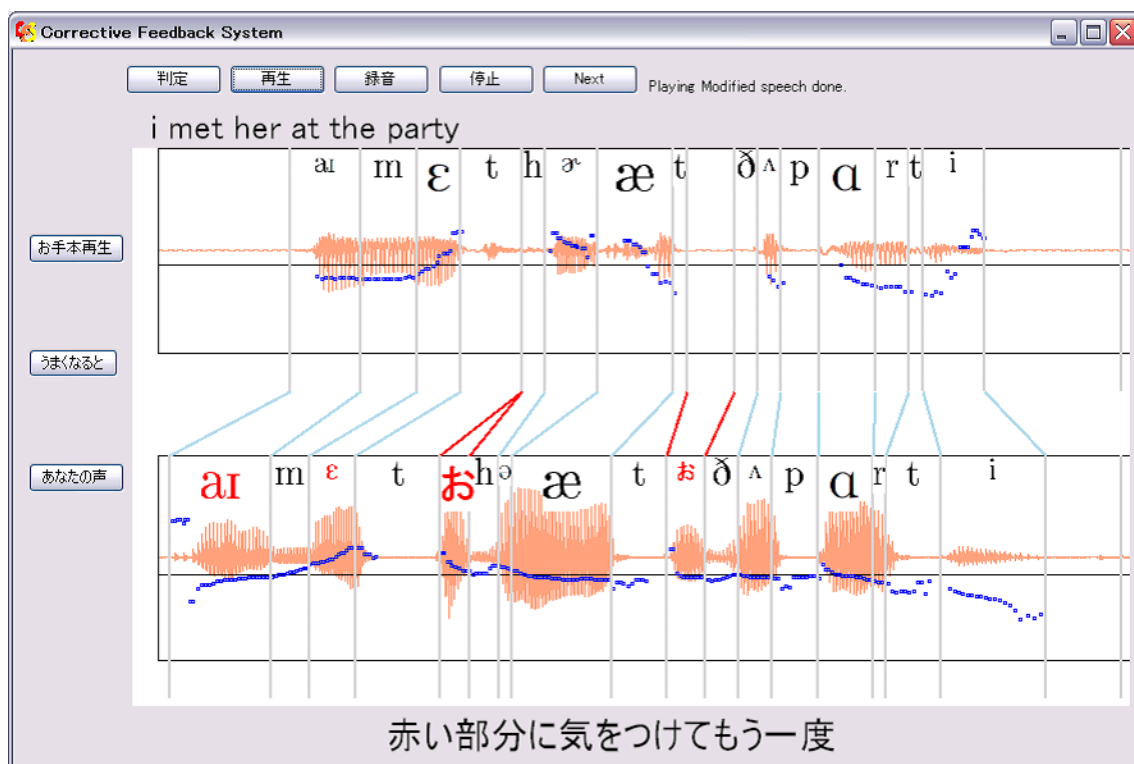 Corrective Feedback System
判定 再生 録音 停止 Next Playing Modified speech done.
i met her at the party
aɪ m ɛ t h ɚ æ t ð ʌ p ɑ r t i
お手本再生
うまくなると
あなたの声
aɪ m ɛ t お h ə æ t お ð ʌ p ɑ r t i
赤い部分に気をつけてもう一度